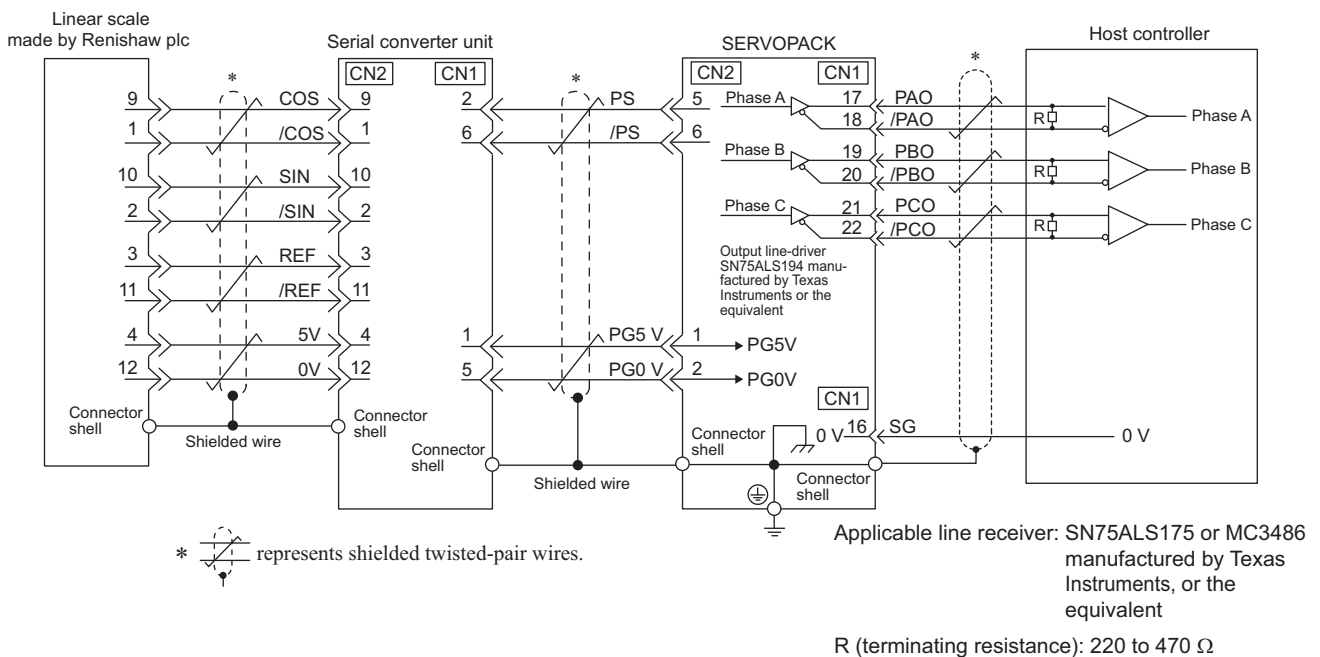 Linear scale
made by Renishaw plc
Serial converter unit
SERVOPACK
Host controller
*
*
*
CN2
CN1
CN2
CN1
9 COS 9
1 /COS 1
10 SIN 10
2 /SIN 2
3 REF 3
11 /REF 11
4 5V 4
12 0V 12
2 PS 5
6 /PS 6
1 PG5 V 1
PG5V
5 PG0 V 2
PG0V
Phase A
17 PAO
18 /PAO
R
Phase A
Phase B
19 PBO
20 /PBO
R
Phase B
Phase C
21 PCO
22 /PCO
R
Phase C
Output line-driver
SN75ALS194 manu-
factured by Texas
Instruments or the
equivalent
CN1
0 V 16 SG 0 V
Connector
shell
Shielded wire
Connector
shell
Connector
shell
Shielded wire
Connector
shell
Connector
shell
* represents shielded twisted-pair wires.
Applicable line receiver: SN75ALS175 or MC3486
manufactured by Texas
Instruments, or the
equivalent
R (terminating resistance): 220 to 470 Ω